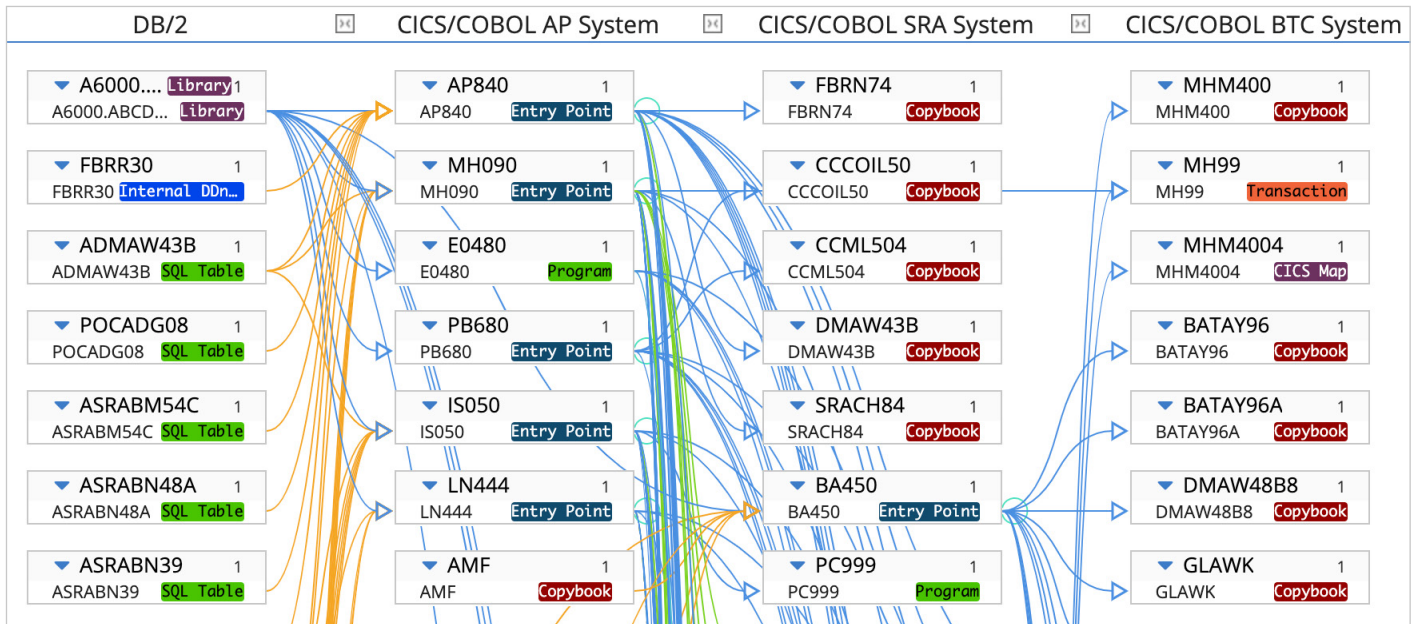 DB/2 CICS/COBOL AP System CICS/COBOL SRA System CICS/COBOL BTC System
A6000.... Library 1
A6000.ABCD... Library
FBRR30 1
FBRR30 Internal DDn...
ADMAW43B 1
ADMAW43B SQL Table
POCADG08 1
POCADG08 SQL Table
ASRABM54C 1
ASRABM54C SQL Table
ASRABN48A 1
ASRABN48A SQL Table
ASRABN39 1
ASRABN39 SQL Table
AP840 1
AP840 Entry Point
MH090 1
MH090 Entry Point
E0480 1
E0480 Program
PB680 1
PB680 Entry Point
IS050 1
IS050 Entry Point
LN444 1
LN444 Entry Point
AMF 1
AMF Copybook
FBRN74 1
FBRN74 Copybook
CCCOIL50 1
CCCOIL50 Copybook
CCML504 1
CCML504 Copybook
DMAW43B 1
DMAW43B Copybook
SRACH84 1
SRACH84 Copybook
BA450 1
BA450 Entry Point
PC999 1
PC999 Program
MHM400 1
MHM400 Copybook
MH99 1
MH99 Transaction
MHM4004 1
MHM4004 CICS Map
BATAY96 1
BATAY96 Copybook
BATAY96A 1
BATAY96A Copybook
DMAW48B8 1
DMAW48B8 Copybook
GLAWK 1
GLAWK Copybook